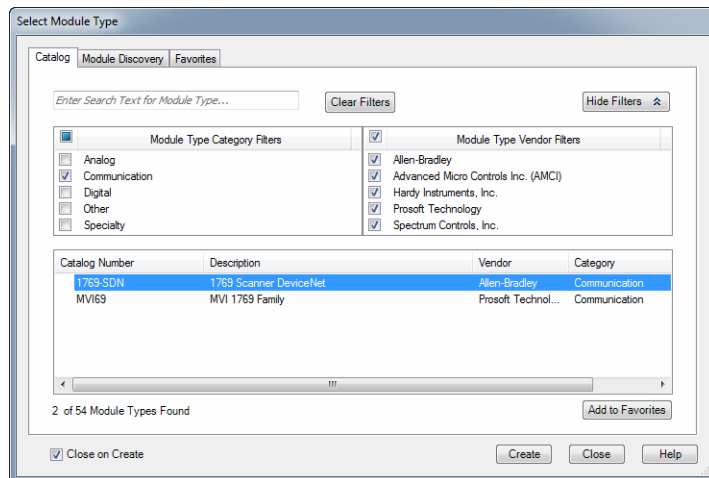 Select Module Type
Catalog Module Discovery Favorites
Enter Search Text for Module Type... Clear Filters Hide Filters
Module Type Category Filters Module Type Vendor Filters
Analog Allen-Bradley
Communication Advanced Micro Controls Inc. (AMCI)
Digital Hardy Instruments, Inc.
Other Prosoft Technology
Specialty Spectrum Controls, Inc.
Catalog Number Description Vendor Category
1769-SDN 1769 Scanner DeviceNet Allen-Bradley Communication
MVI69 MVI 1769 Family Prosoft Technol... Communication
2 of 54 Module Types Found Add to Favorites
Close on Create Create Close Help